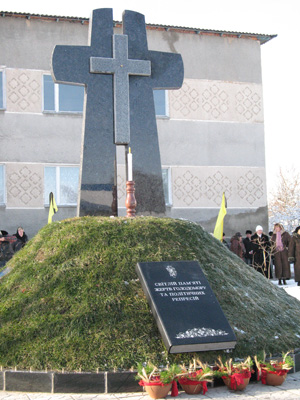 СВІТЛІЙ ПАМ'ЯТІ
ЖЕРТВ ГОЛОДОМОРУ
ТА ПОЛІТИЧНИХ
РЕПРЕСІЙ